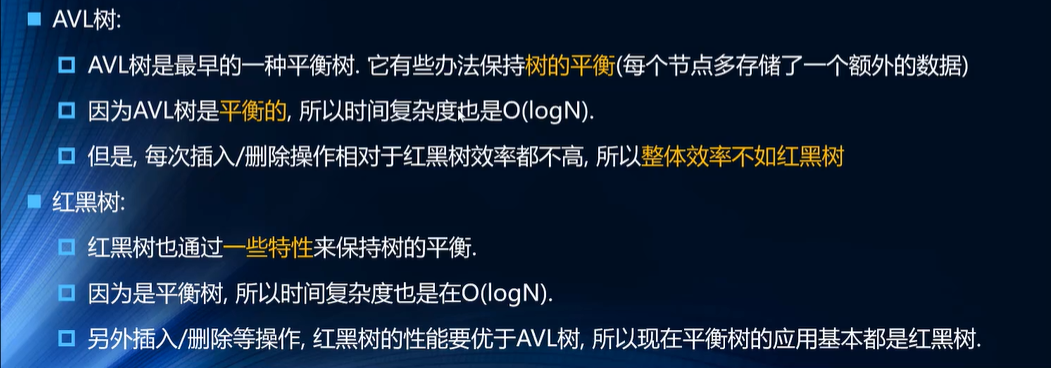 AVL树:
AVL树是最早的一种平衡树. 它有些办法保持树的平衡(每个节点多存储了一个额外的数据)
因为AVL树是平衡的, 所以时间复杂度也是O(logN).
但是, 每次插入/删除操作相对于红黑树效率都不高, 所以整体效率不如红黑树
红黑树:
红黑树也通过一些特性来保持树的平衡.
因为是平衡树, 所以时间复杂度也是在O(logN).
另外插入/删除等操作, 红黑树的性能要优于AVL树, 所以现在平衡树的应用基本都是红黑树.